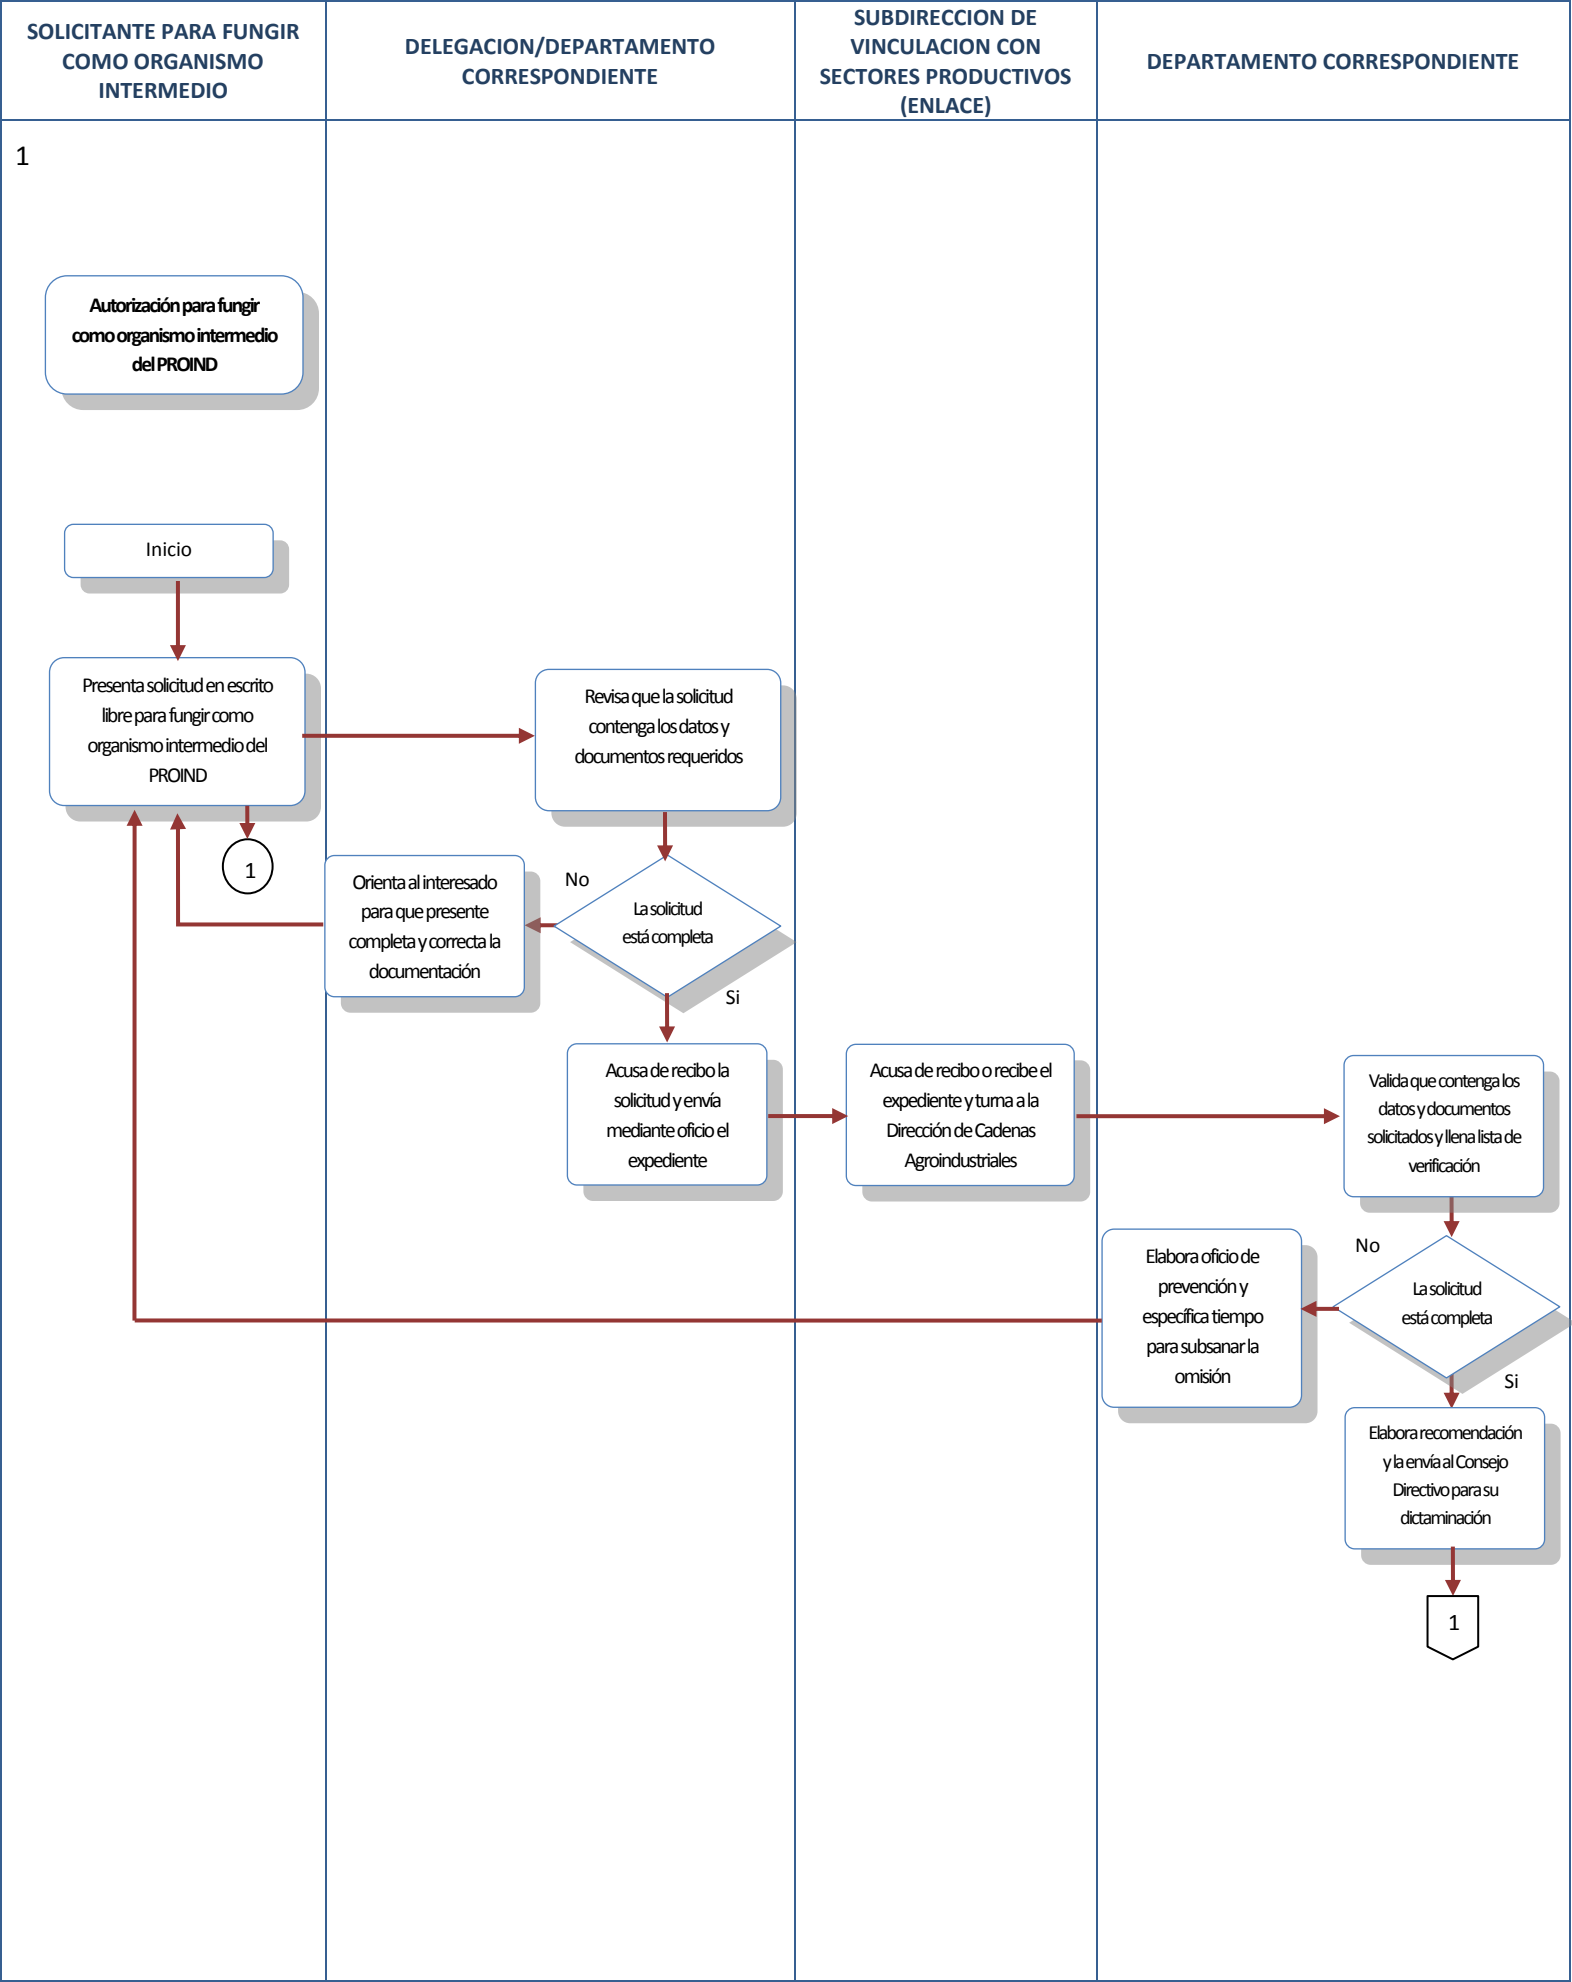 SOLICITANTE PARA FUNGIR
COMO ORGANISMO
INTERMEDIO
DELEGACION/DEPARTAMENTO
CORRESPONDIENTE
SUBDIRECCION DE
VINCULACION CON
SECTORES PRODUCTIVOS
(ENLACE)
DEPARTAMENTO CORRESPONDIENTE
1
Autorización para fungir
como organismo intermedio
del PROIND
Inicio
Presenta solicitud en escrito
libre para fungir como
organismo intermedio del
PROIND
1
Revisa que la solicitud
contenga los datos y
documentos requeridos
La solicitud
está completa
No
Orienta al interesado
para que presente
completa y correcta la
documentación
Si
Acusa de recibo la
solicitud y envía
mediante oficio el
expediente
Acusa de recibo o recibe el
expediente y turna a la
Dirección de Cadenas
Agroindustriales
Valida que contenga los
datos y documentos
solicitados y llena lista de
verificación
La solicitud
está completa
No
Elabora oficio de
prevención y
específica tiempo
para subsanar la
omisión
Si
Elabora recomendación
y la envía al Consejo
Directivo para su
dictaminación
1